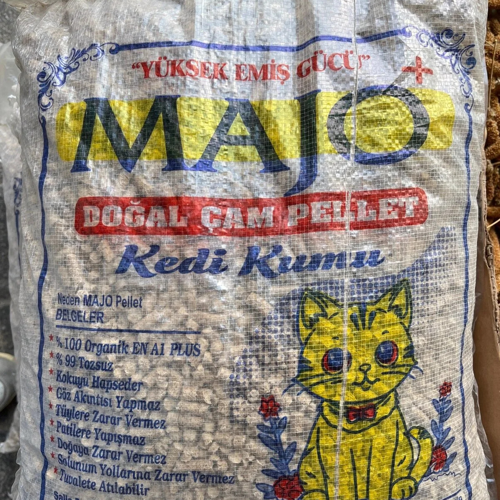 "YÜKSEK EMİŞ GÜCÜ"
MAJO+
DOĞAL ÇAM PELLET
Kedi Kumu
Neden MAJO Pellet
BELGELER
* % 100 Organik EN A1 PLUS
* % 99 Tozsuz
* Kokuyu Hapseder
* Göz Akıntısı Yapmaz
* Tüylere Zarar Vermez
* Patilere Yapışmaz
* Doğaya Zarar Vermez
* Solunum Yollarına Zarar Vermez
* Tuvalete Atılabilir